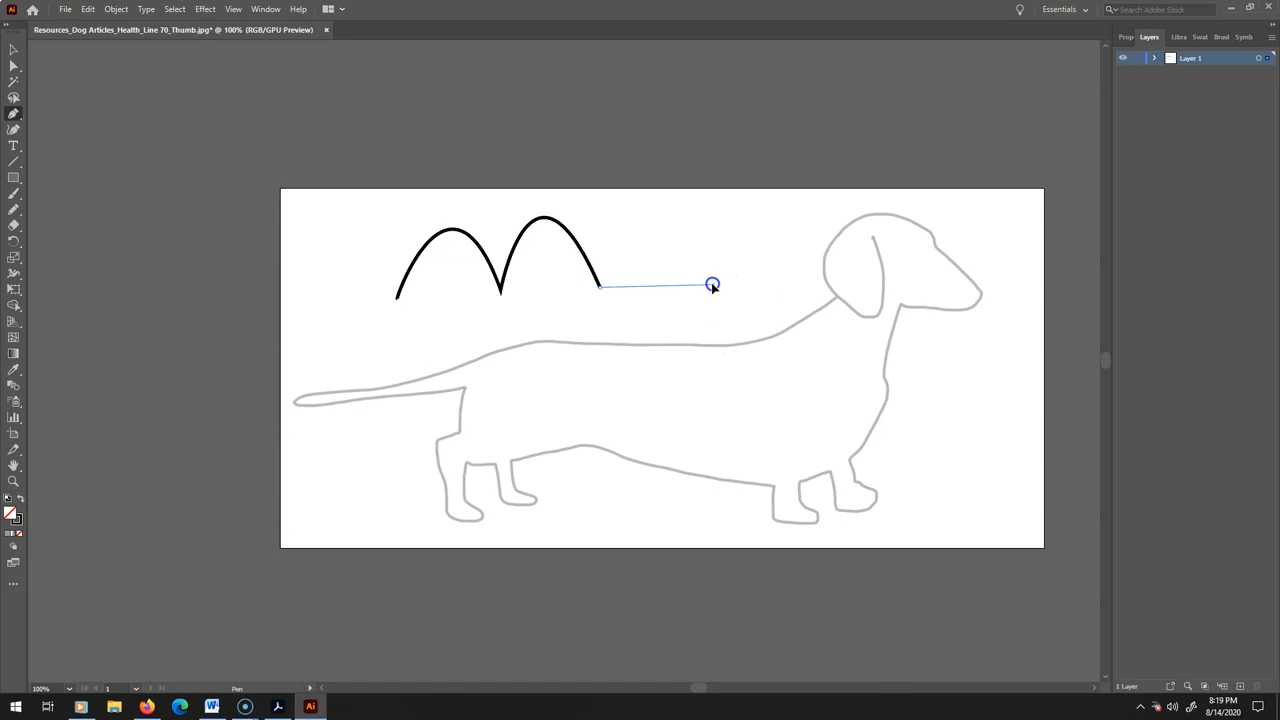 Ai File Edit Object Type Select Effect View Window Help Essentials Search Adobe Stock
Resources_Dog Articles_Health_Line 70_Thumb.jpg* @ 100% (RGB/GPU Preview) ×
Prop Layers Libra Swat Brusl Symb
Layer 1
100% 1 Pen 1 Layer
W Ai 8:19 PM
8/14/2020